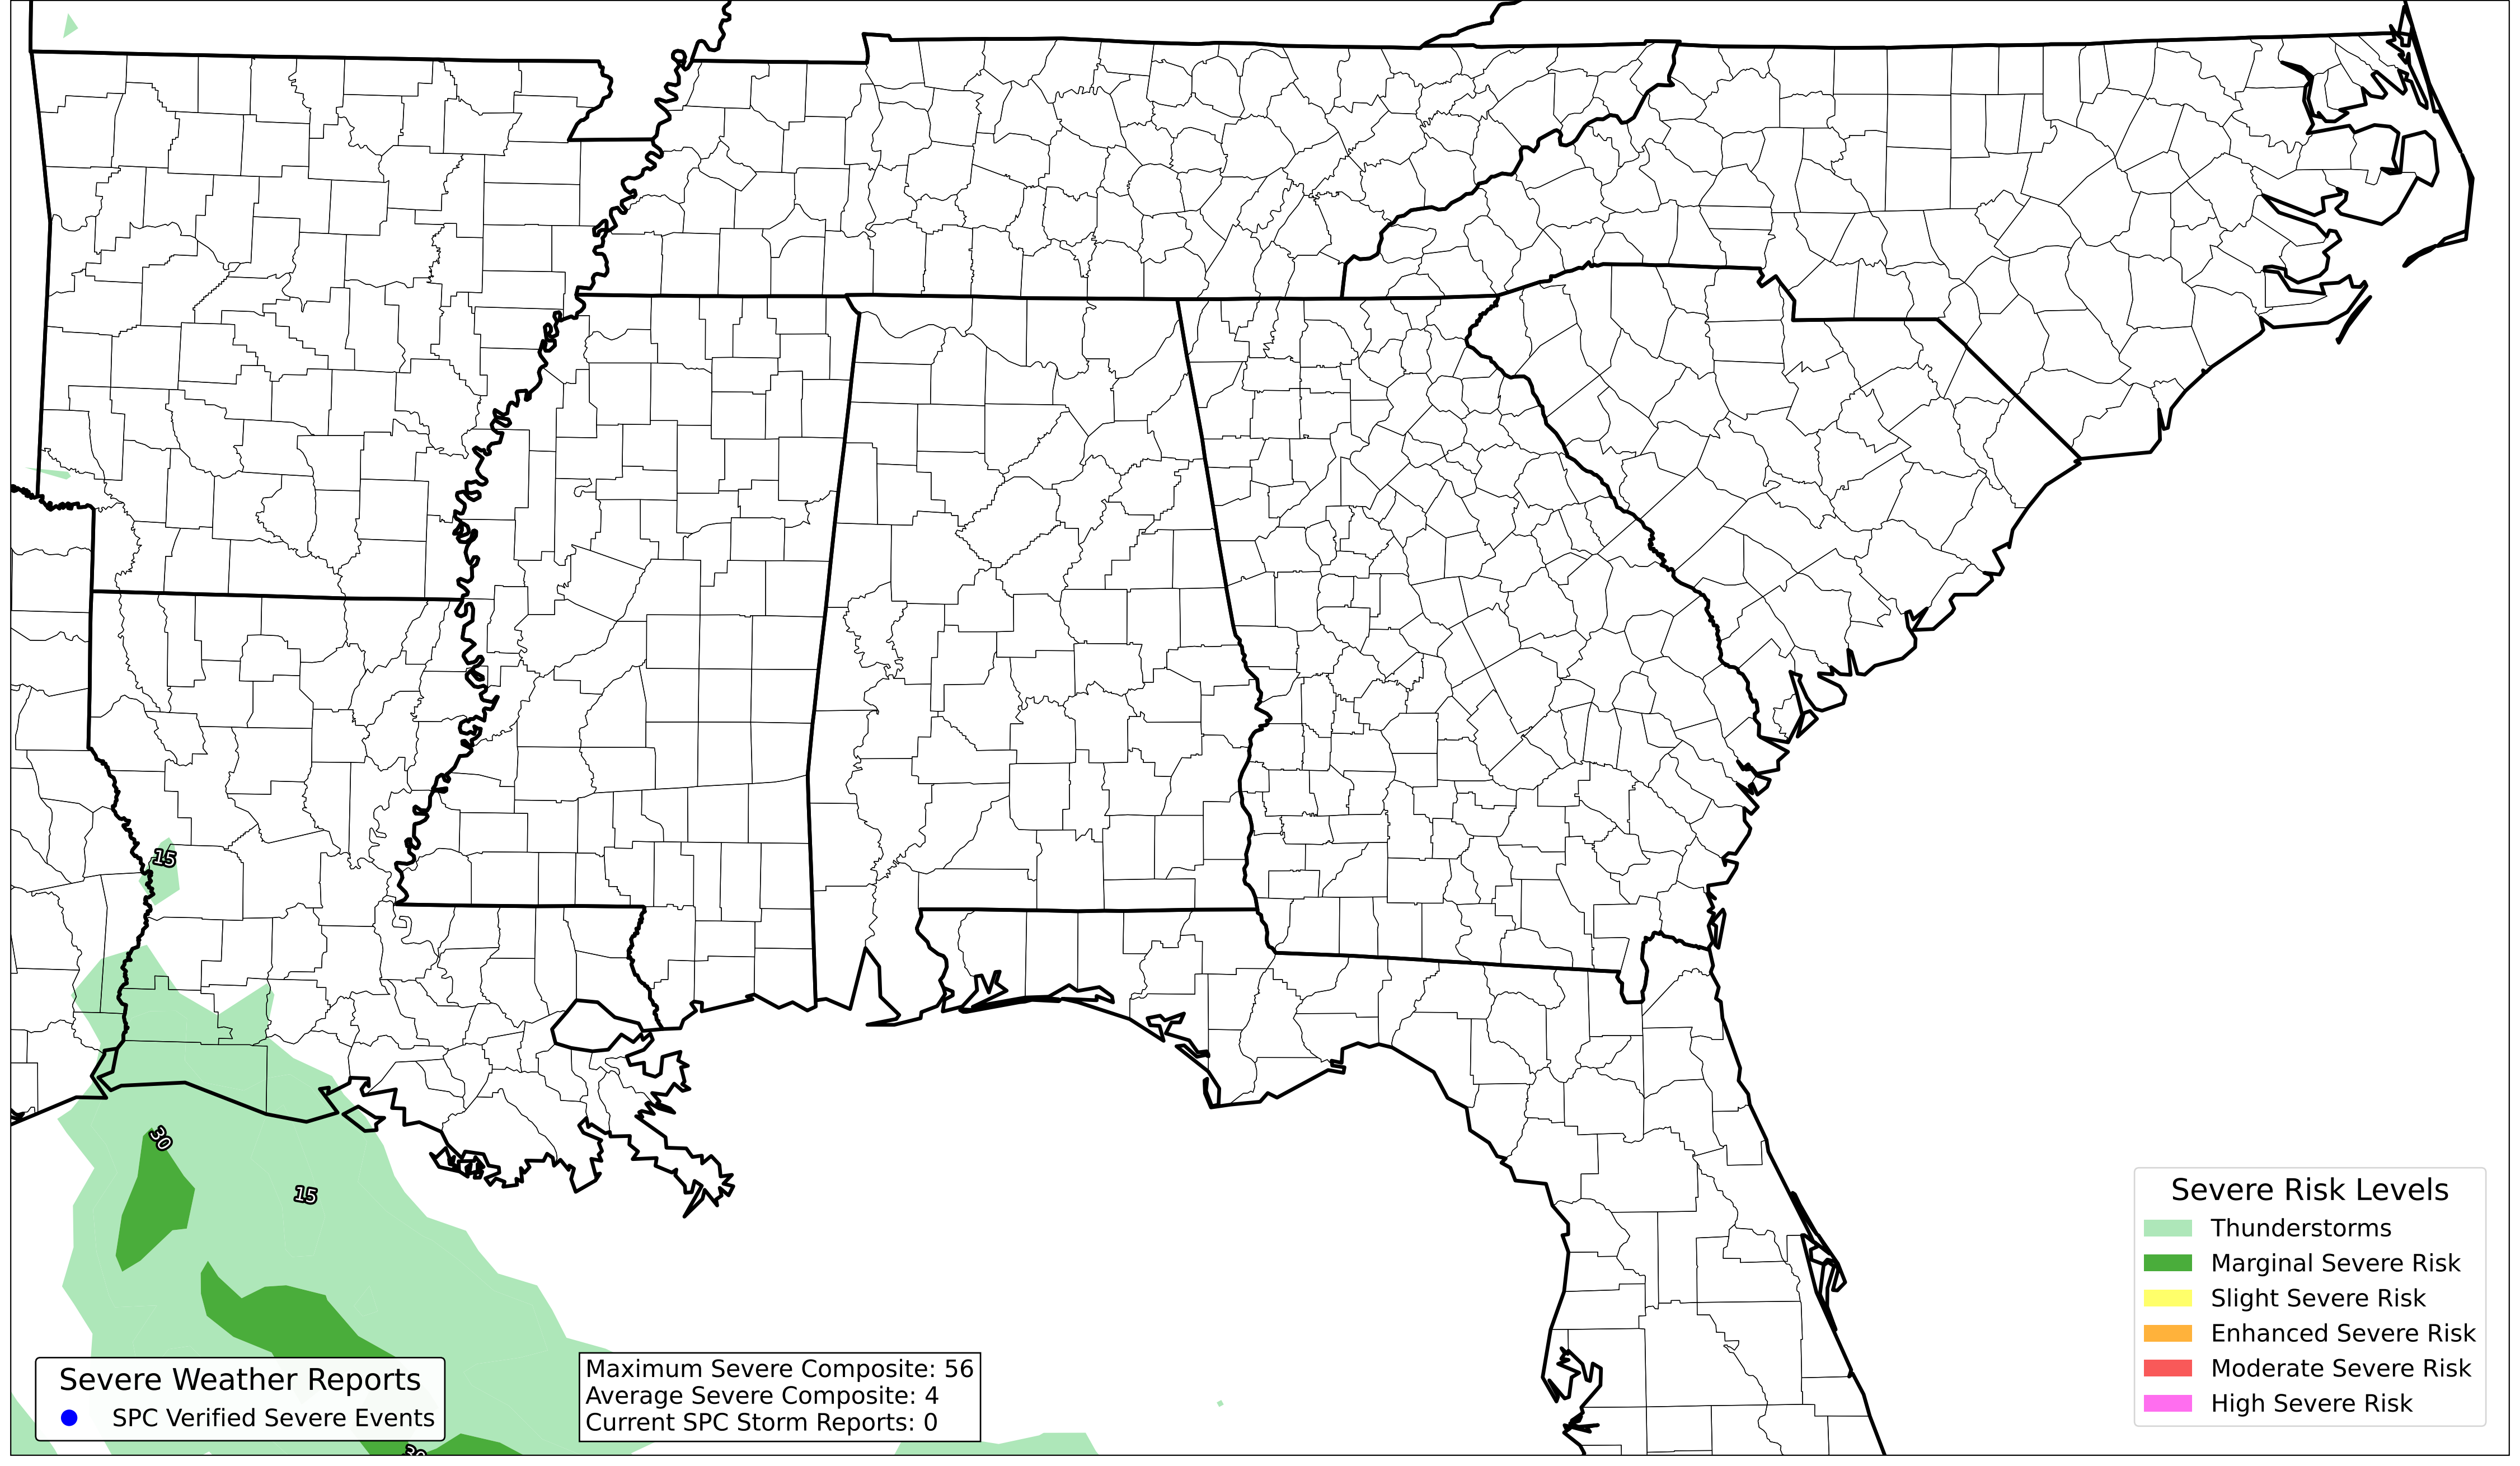 15
30
15
30
Severe Weather Reports
SPC Verified Severe Events
Maximum Severe Composite: 56
Average Severe Composite: 4
Current SPC Storm Reports: 0
Severe Risk Levels
Thunderstorms
Marginal Severe Risk
Slight Severe Risk
Enhanced Severe Risk
Moderate Severe Risk
High Severe Risk